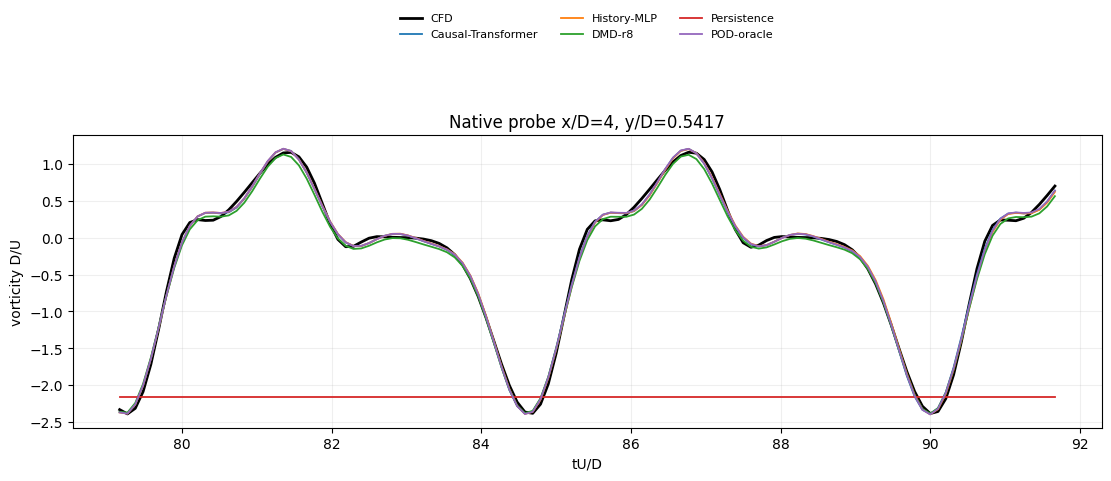 CFD
Causal-Transformer
History-MLP
DMD-r8
Persistence
POD-oracle
Native probe x/D=4, y/D=0.5417
vorticity D/U
1.0
0.5
0.0
−0.5
−1.0
−1.5
−2.0
−2.5
80
82
84
86
88
90
92
tU/D